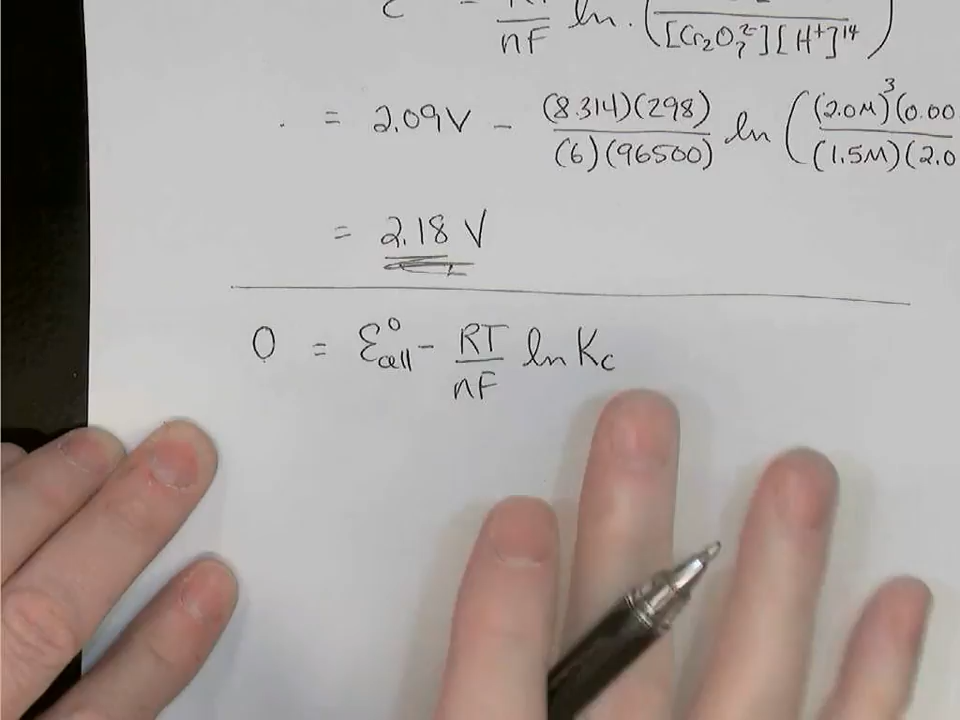 RT/nF ln. ( /[Cr₂O₇²⁻][H⁺]¹⁴)
= 2.09V - (8.314)(298)/(6)(96500) ln ((2.0M)³(0.00/(1.5M)(2.0
= 2.18 V
0 = Ɛ⁰cell - RT/nF ln Kc